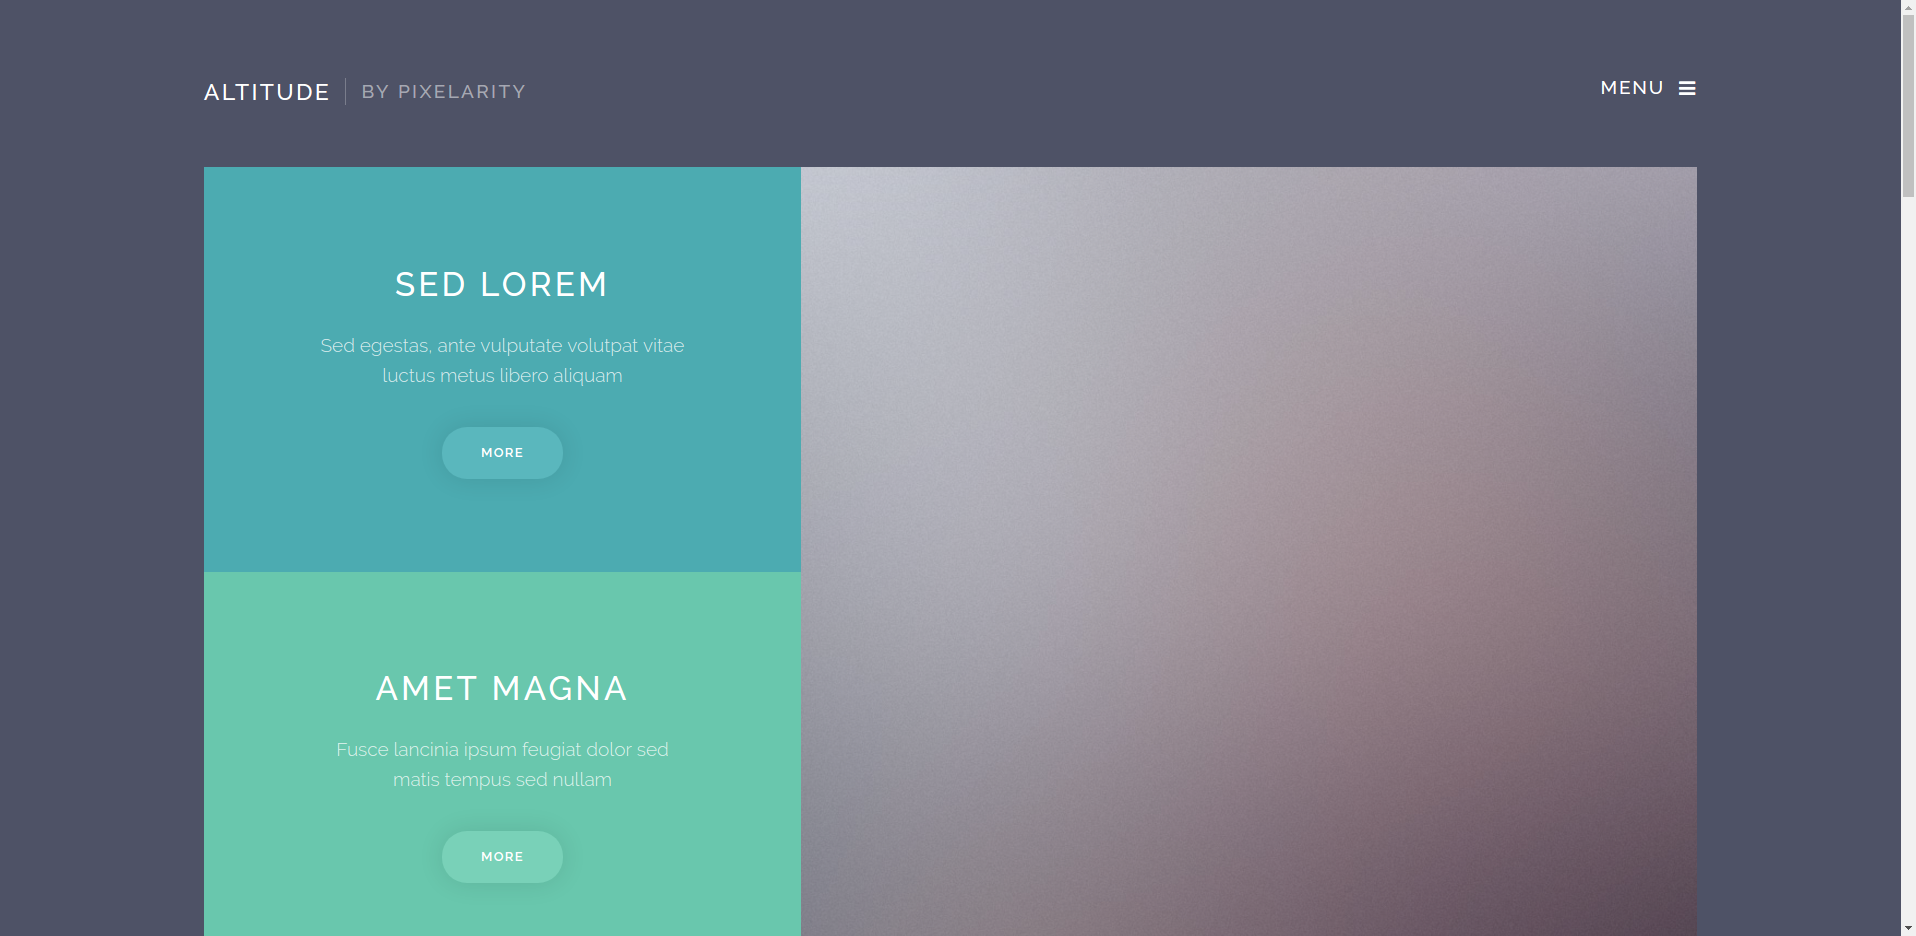 ALTITUDE BY PIXELARITY
MENU
SED LOREM
Sed egestas, ante vulputate volutpat vitae
luctus metus libero aliquam
MORE
AMET MAGNA
Fusce lancinia ipsum feugiat dolor sed
matis tempus sed nullam
MORE